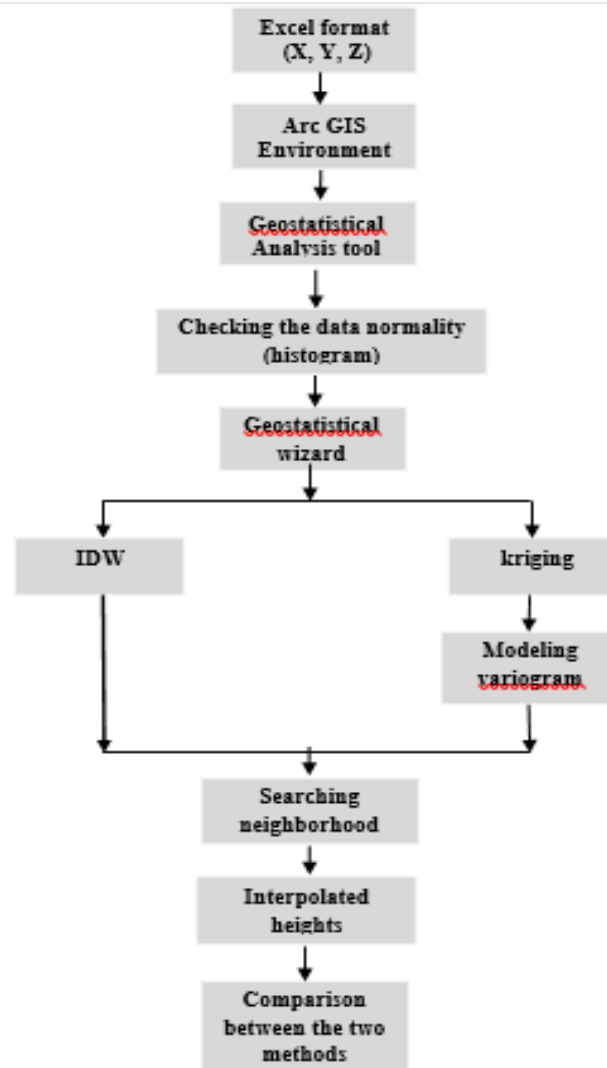 Excel format
(X, Y, Z)
Arc GIS
Environment
Geostatistical
Analysis tool
Checking the data normality
(histogram)
Geostatistical
wizard
IDW
kriging
Modeling
variogram
Searching
neighborhood
Interpolated
heights
Comparison
between the two
methods